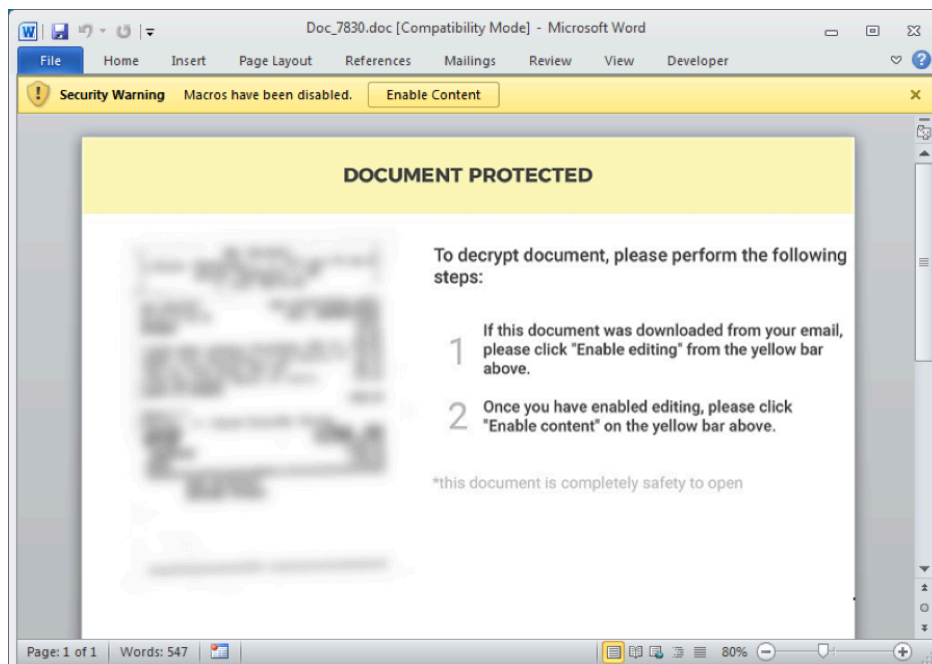 Doc_7830.doc [Compatibility Mode] - Microsoft Word
File Home Insert Page Layout References Mailings Review View Developer
Security Warning Macros have been disabled. Enable Content
DOCUMENT PROTECTED
To decrypt document, please perform the following
steps:
1 If this document was downloaded from your email,
please click "Enable editing" from the yellow bar
above.
2 Once you have enabled editing, please click
"Enable content" on the yellow bar above.
*this document is completely safety to open
Page: 1 of 1 Words: 547 80%